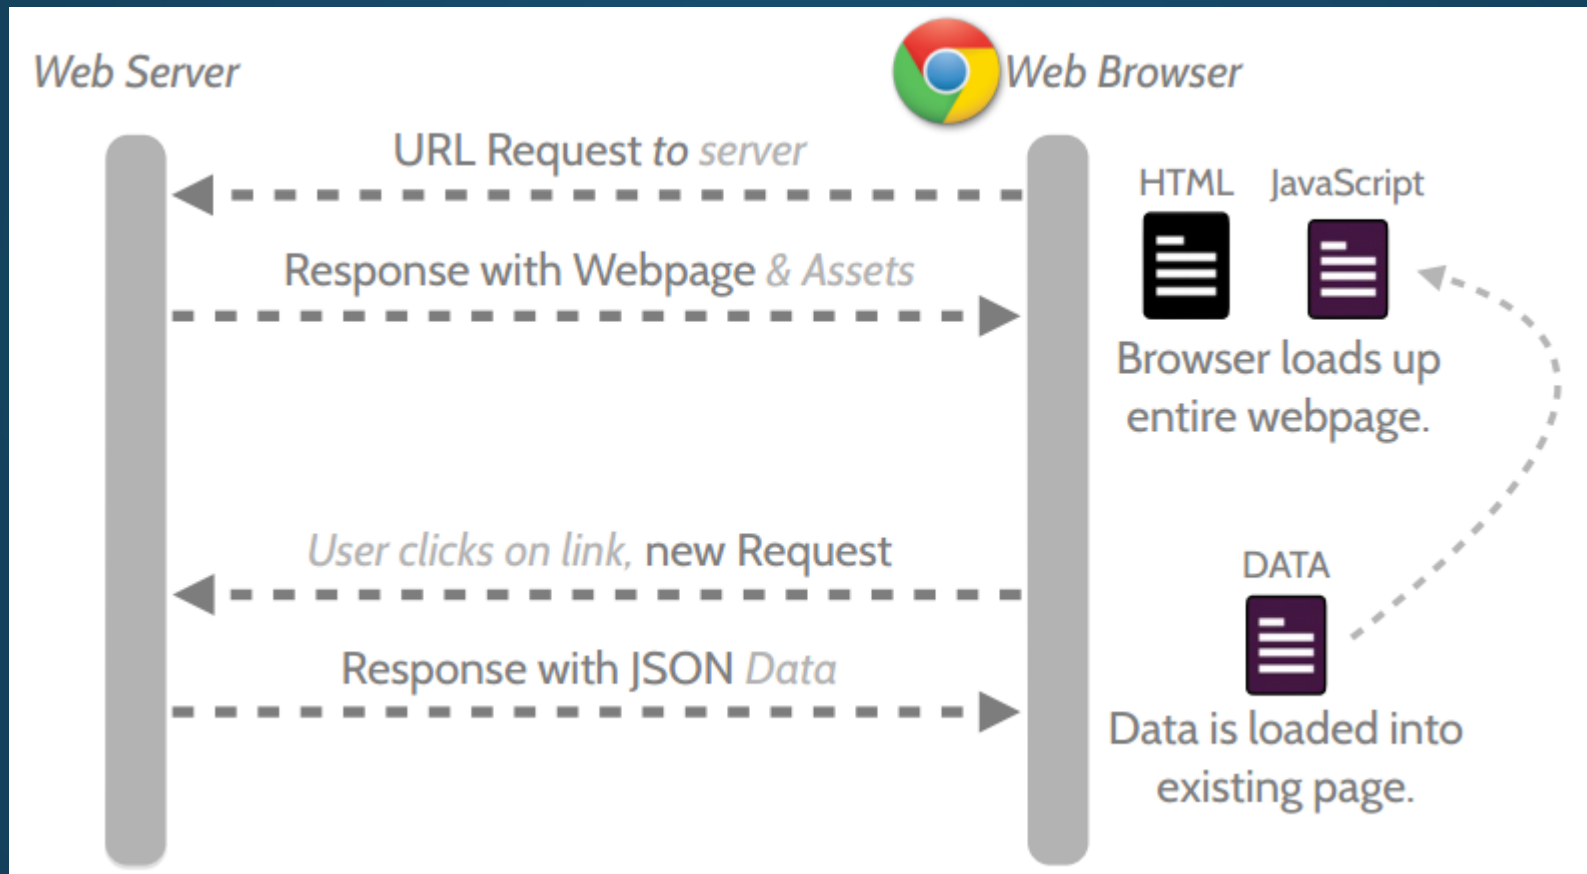 Web Server
Web Browser
URL Request to server
HTML
JavaScript
Response with Webpage & Assets
Browser loads up
entire webpage.
User clicks on link, new Request
DATA
Response with JSON Data
Data is loaded into
existing page.